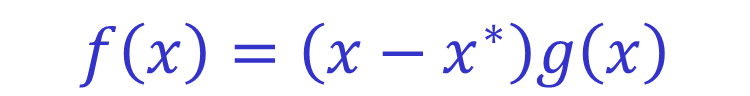 f(x) = (x − x*)g(x)